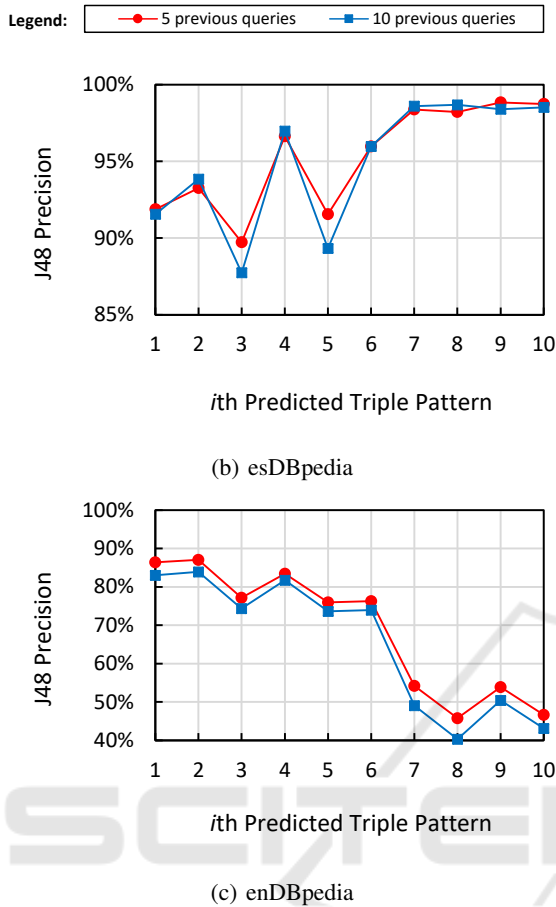 Legend: 5 previous queries 10 previous queries
100%
95%
90%
85%
J48 Precision
1 2 3 4 5 6 7 8 9 10
ith Predicted Triple Pattern
(b) esDBpedia
100%
90%
80%
70%
60%
50%
40%
J48 Precision
1 2 3 4 5 6 7 8 9 10
ith Predicted Triple Pattern
(c) enDBpedia